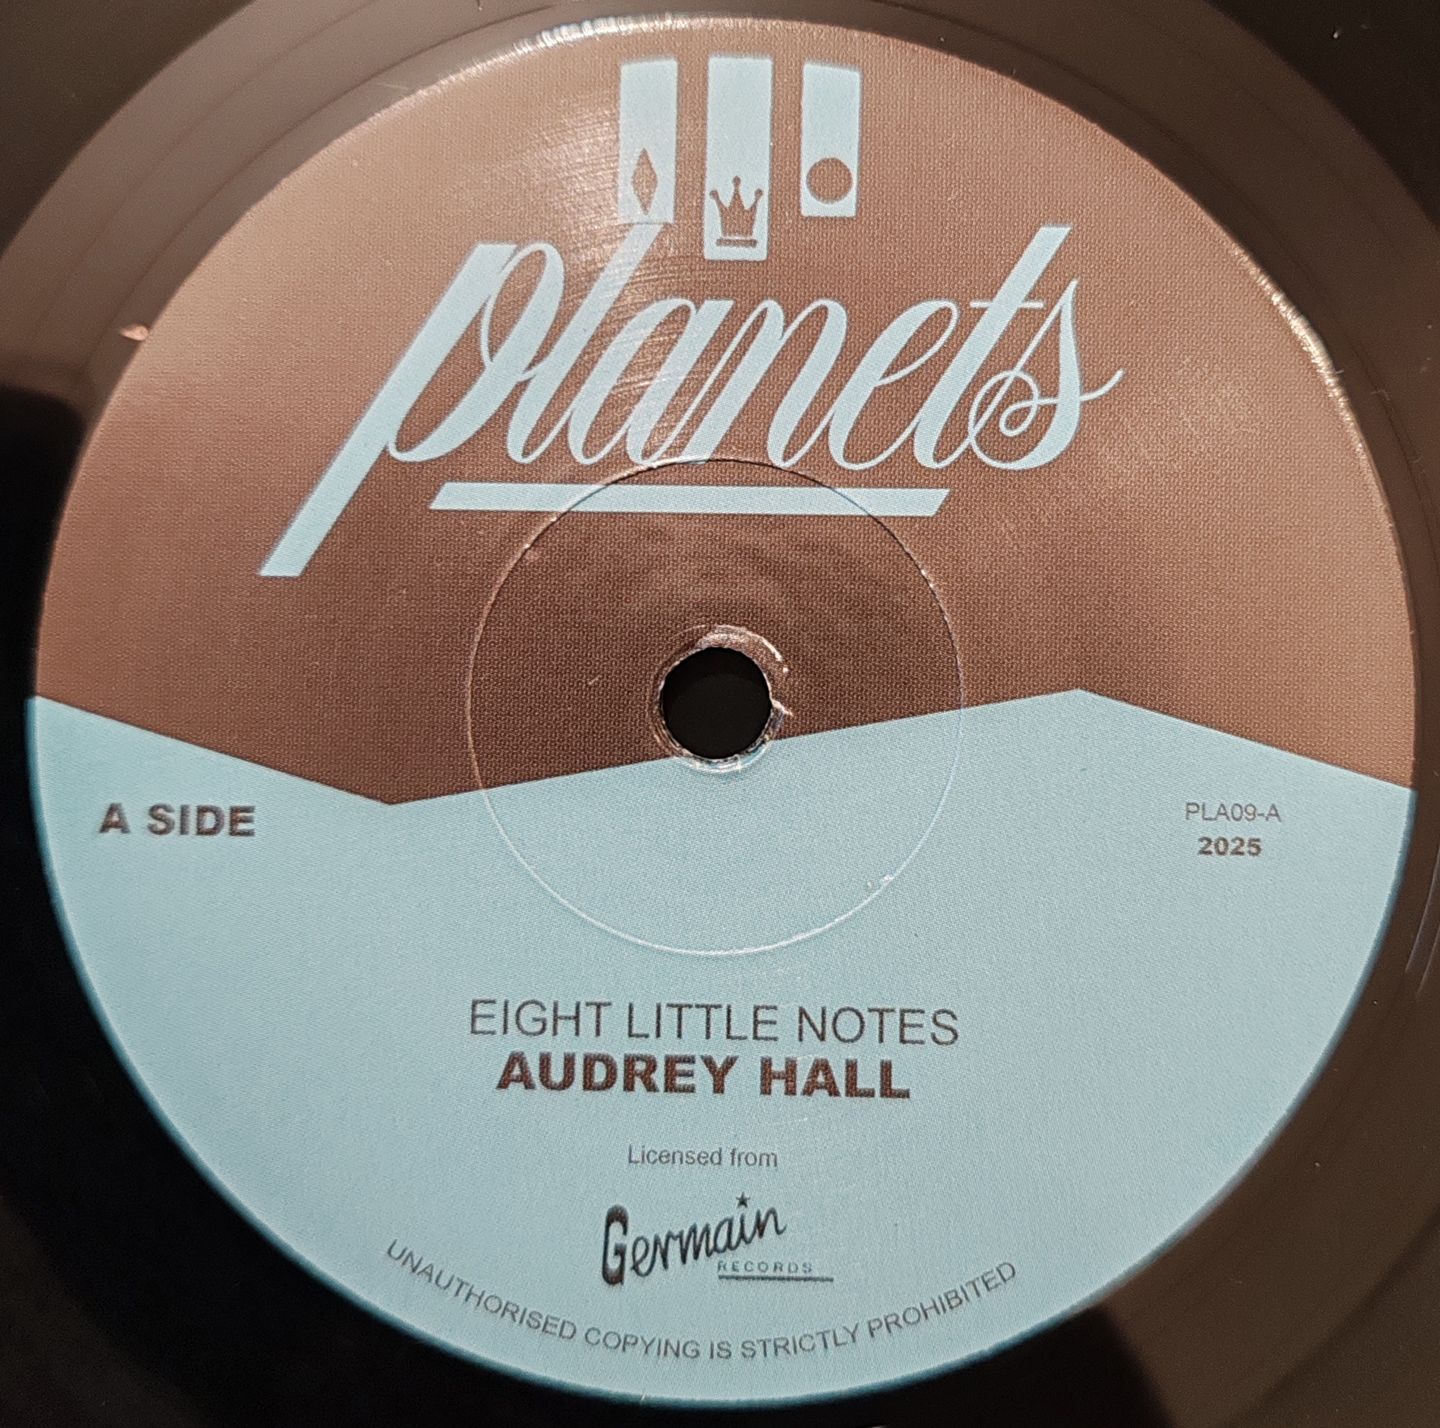 planets
A SIDE
PLA09-A
2025
EIGHT LITTLE NOTES
AUDREY HALL
Licensed from
Germain
RECORDS
UNAUTHORISED COPYING IS STRICTLY PROHIBITED